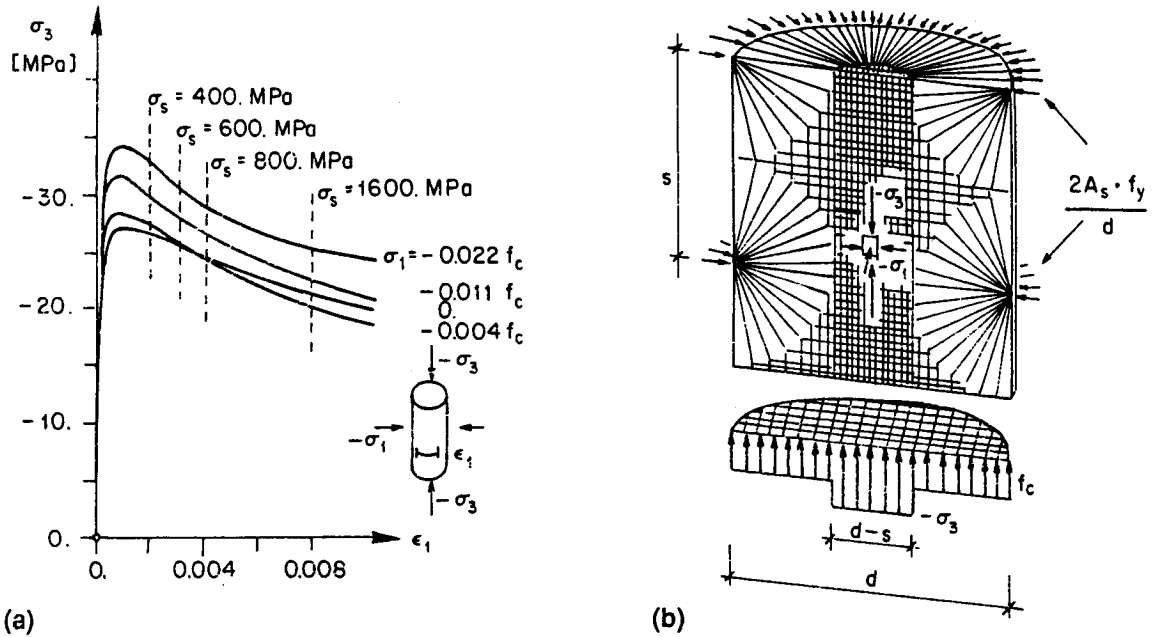 σ3
[MPa]
-30.
-20.
-10.
0.
0.
0.004
0.008
ϵ1
σs = 400. MPa
σs = 600. MPa
σs = 800. MPa
σs = 1600. MPa
σ1 = -0.022 fc
-0.011 fc
0.
-0.004 fc
-σ3
-σ1
ϵ1
-σ3
(a)
s
-σ3
-σ1
2As · fy
d
fc
-σ3
d-s
d
(b)